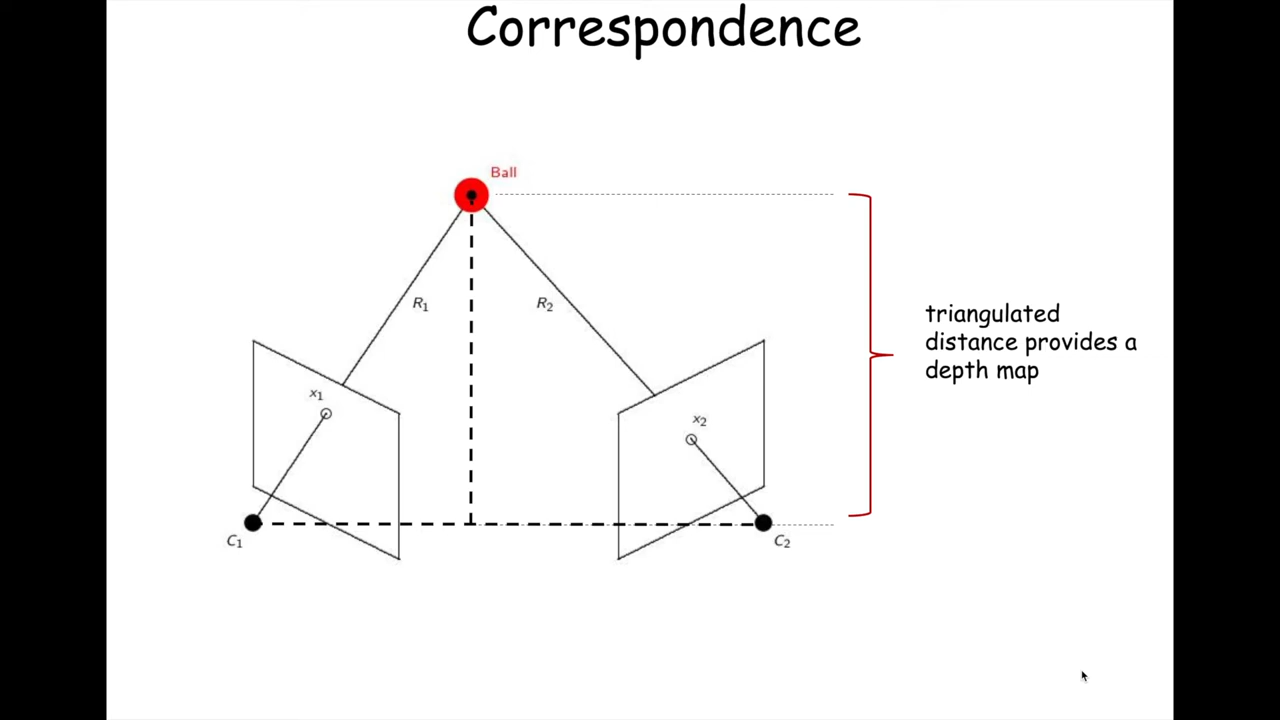 Correspondence
Ball
R1
R2
triangulated
distance provides a
depth map
x1
x2
C1
C2